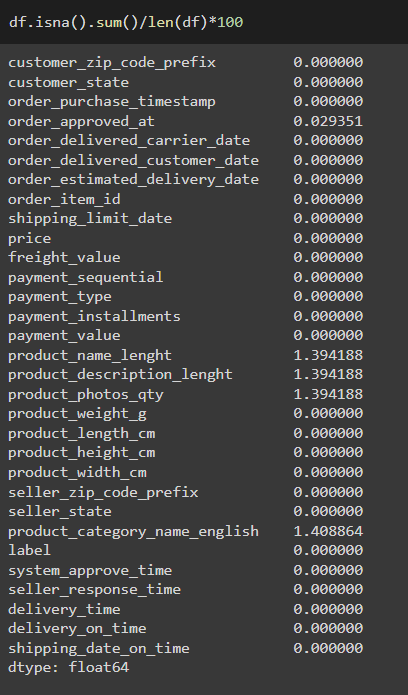 df.isna().sum()/len(df)*100
customer_zip_code_prefix 0.000000
customer_state 0.000000
order_purchase_timestamp 0.000000
order_approved_at 0.029351
order_delivered_carrier_date 0.000000
order_delivered_customer_date 0.000000
order_estimated_delivery_date 0.000000
order_item_id 0.000000
shipping_limit_date 0.000000
price 0.000000
freight_value 0.000000
payment_sequential 0.000000
payment_type 0.000000
payment_installments 0.000000
payment_value 0.000000
product_name_lenght 1.394188
product_description_lenght 1.394188
product_photos_qty 1.394188
product_weight_g 0.000000
product_length_cm 0.000000
product_height_cm 0.000000
product_width_cm 0.000000
seller_zip_code_prefix 0.000000
seller_state 0.000000
product_category_name_english 1.408864
label 0.000000
system_approve_time 0.000000
seller_response_time 0.000000
delivery_time 0.000000
delivery_on_time 0.000000
shipping_date_on_time 0.000000
dtype: float64